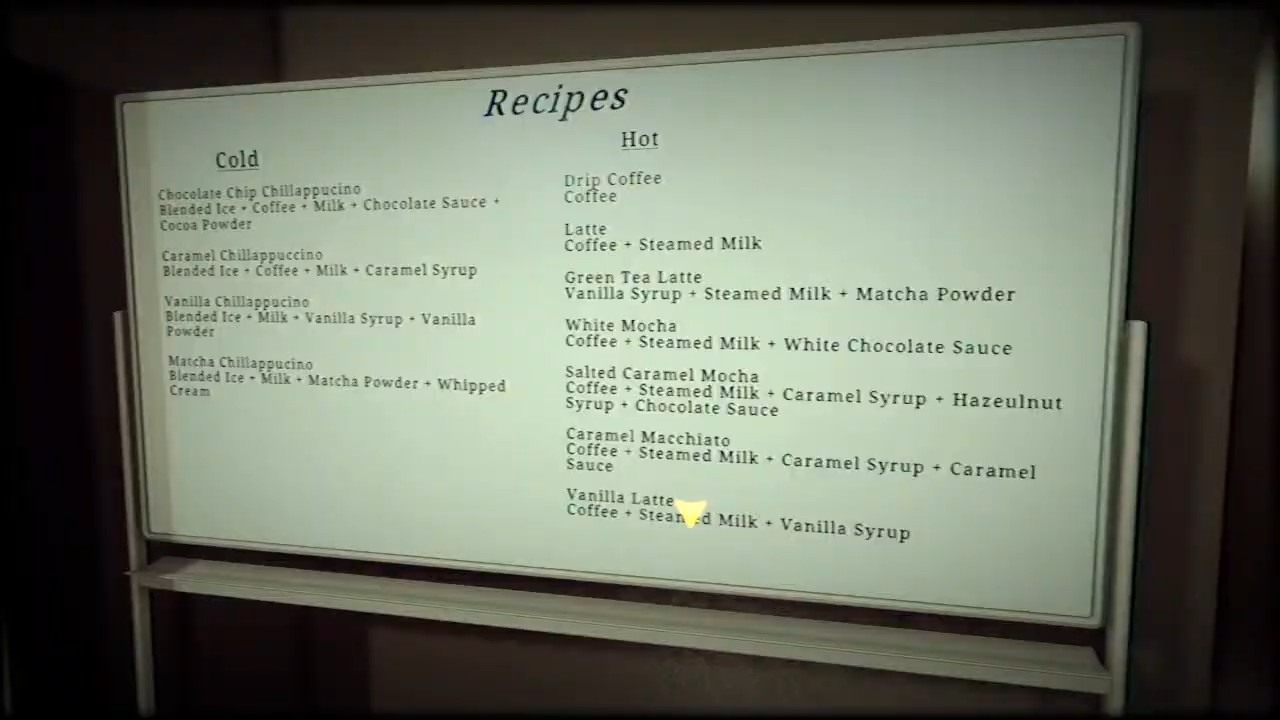 Recipes
Cold
Chocolate Chip Chillappucino
Blended Ice + Coffee + Milk + Chocolate Sauce +
Cocoa Powder
Caramel Chillappuccino
Blended Ice + Coffee + Milk + Caramel Syrup
Vanilla Chillappucino
Blended Ice + Milk + Vanilla Syrup + Vanilla
Powder
Matcha Chillappucino
Blended Ice + Milk + Matcha Powder + Whipped
Cream
Hot
Drip Coffee
Coffee
Latte
Coffee + Steamed Milk
Green Tea Latte
Vanilla Syrup + Steamed Milk + Matcha Powder
White Mocha
Coffee + Steamed Milk + White Chocolate Sauce
Salted Caramel Mocha
Coffee + Steamed Milk + Caramel Syrup + Hazeulnut
Syrup + Chocolate Sauce
Caramel Macchiato
Coffee + Steamed Milk + Caramel Syrup + Caramel
Sauce
Vanilla Latte
Coffee + Steamed Milk + Vanilla Syrup